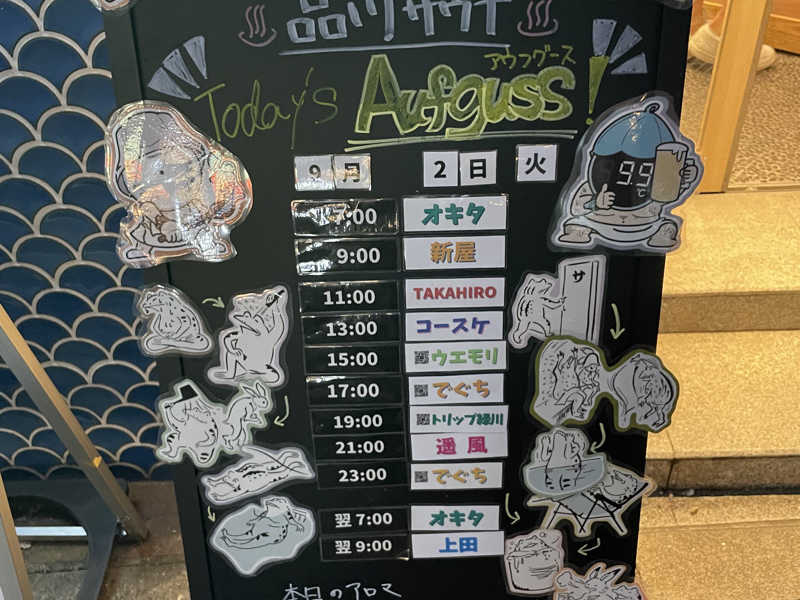 品川サウナ
アウフグース
Today's Aufguss!
9月 2日 火
7:00 オキタ
9:00 新屋
11:00 TAKAHIRO
13:00 コースケ
15:00 ウエモリ
17:00 でぐち
19:00 トリップ緑川
21:00 遥風
23:00 でぐち
翌7:00 オキタ
翌9:00 上田
本日のアロマ
99
℃
サ